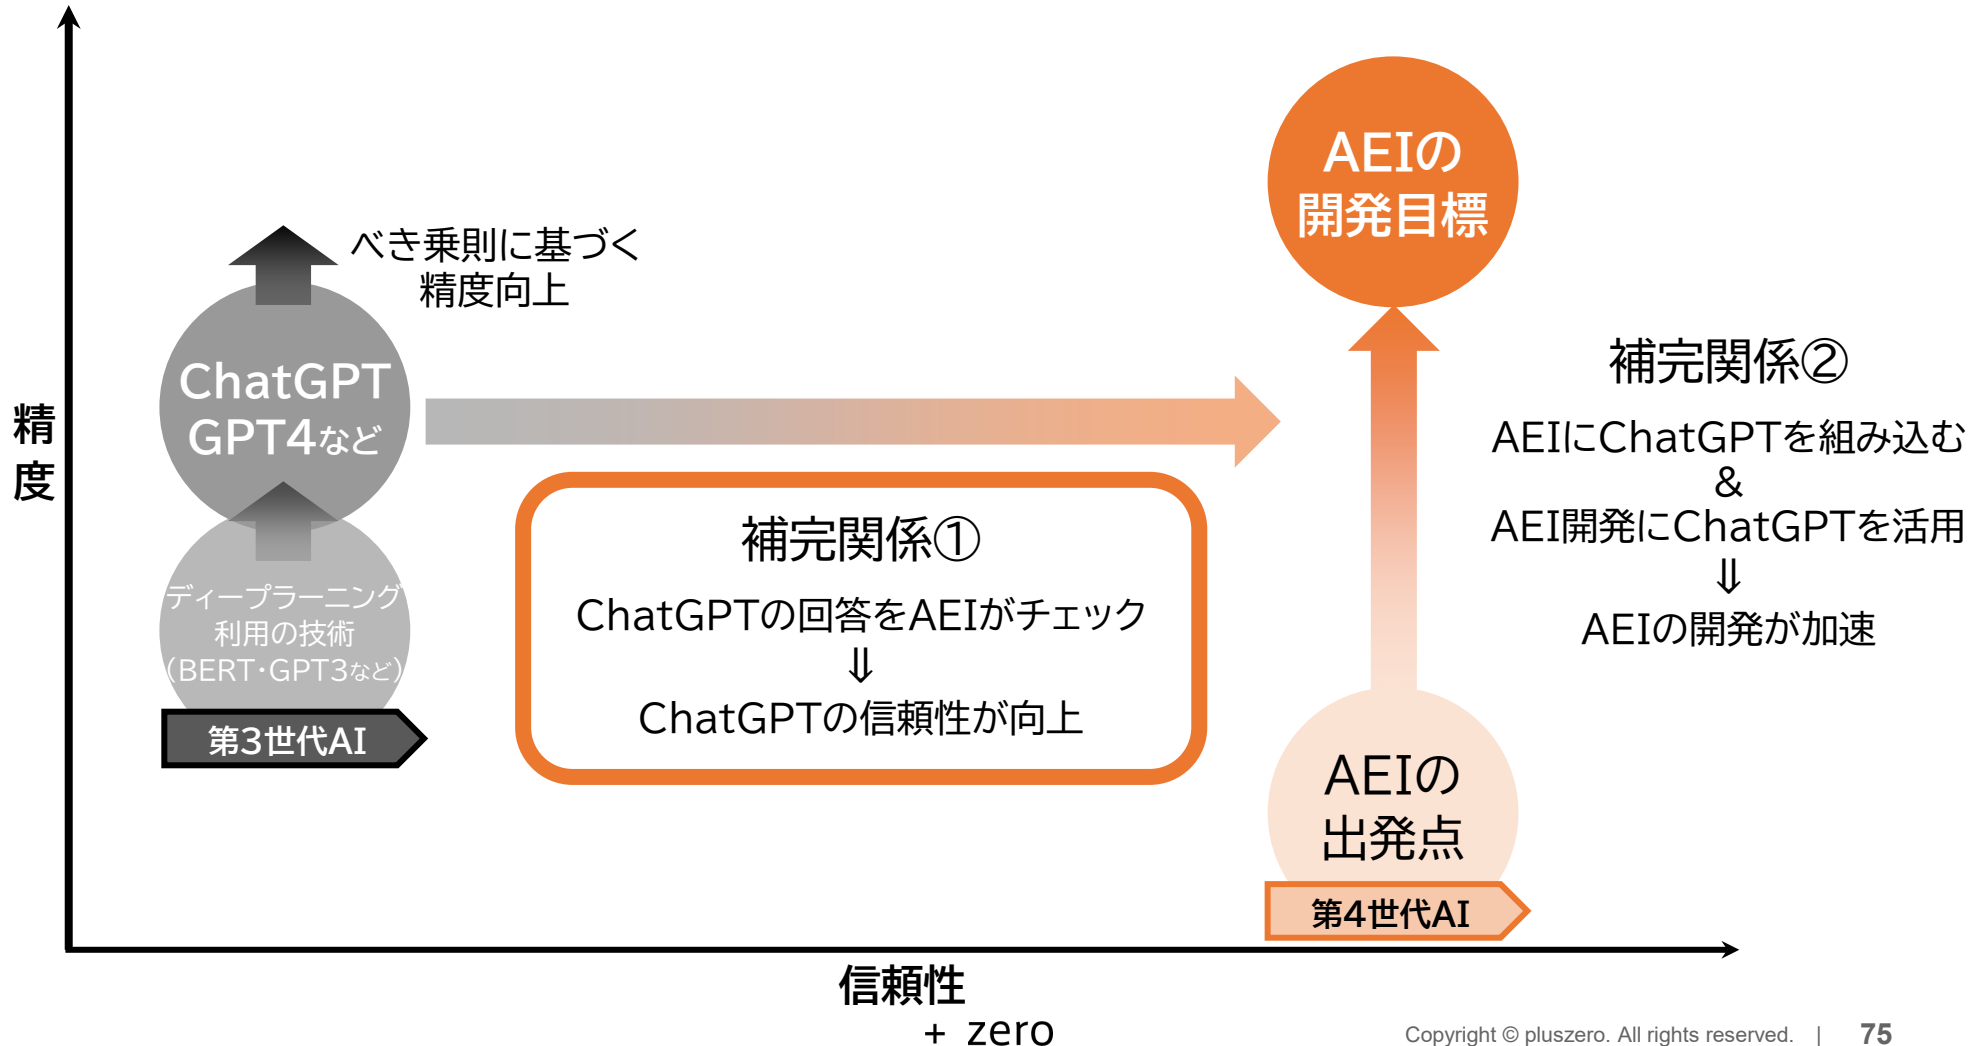 精
度
べき乗則に基づく
精度向上
ChatGPT
GPT4など
ディープラーニング
利用の技術
（BERT・GPT3など）
第3世代AI
補完関係①
ChatGPTの回答をAEIがチェック
⇓
ChatGPTの信頼性が向上
AEIの
開発目標
AEIの
出発点
第4世代AI
補完関係②
AEIにChatGPTを組み込む
&
AEI開発にChatGPTを活用
⇓
AEIの開発が加速
信頼性
+ zero
Copyright © pluszero. All rights reserved. | 75